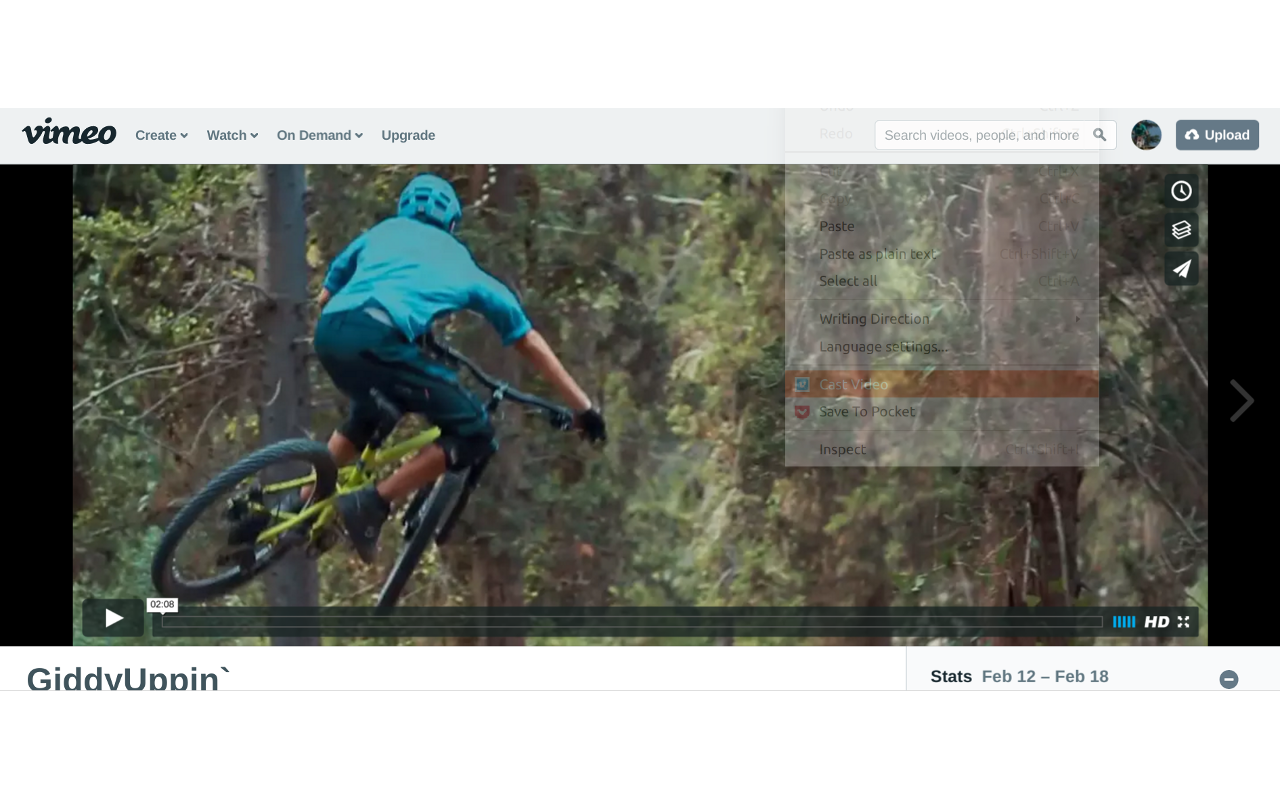 vimeo Create Watch On Demand Upgrade Search videos, people, and more Upload
Redo
Paste Ctrl+V
Paste as plain text Ctrl+Shift+V
Select all Ctrl+A
Writing Direction
Language settings...
Cast Video
Save To Pocket
Inspect
02:08
HD
GiddyUppin`
Stats Feb 12 – Feb 18